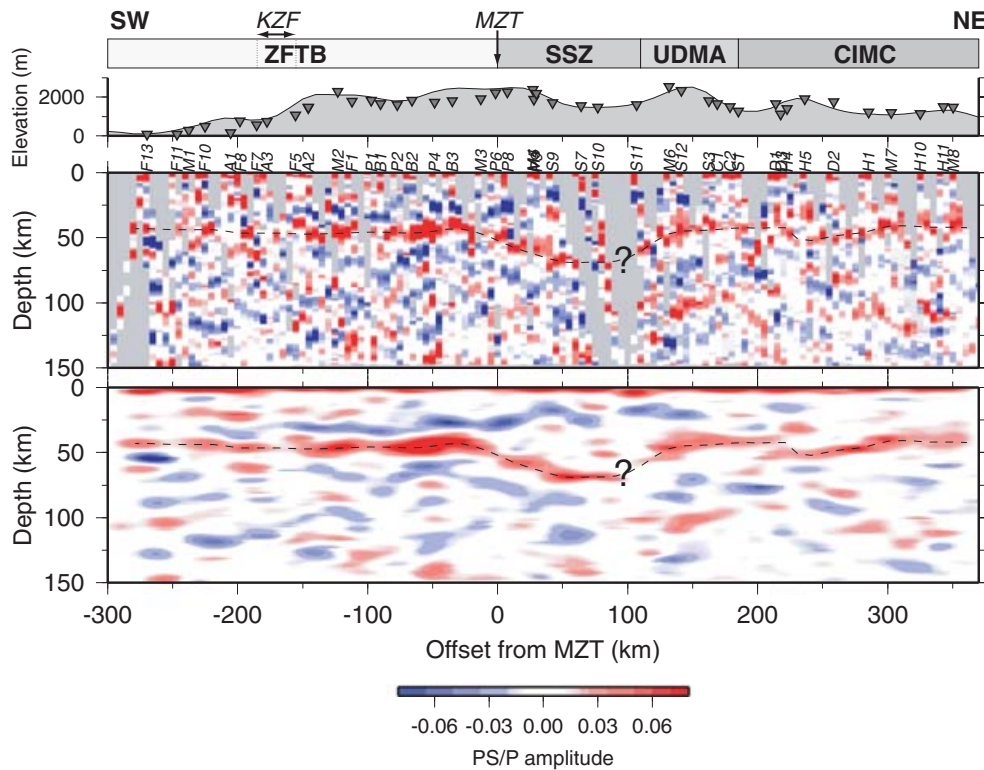 SW KZF MZT NE
ZFTB SSZ UDMA CIMC
Elevation (m)
2000
0
F13 F11 M1 F10 A1 F8 F7 A3 F5 A2 M2 F1 B1 P2 B2 P4 B3 M3 P6 P8 S9 S7 S10 S11 M6 S12 S3 S1 D2 H5 H1 M7 H10 H11 M8
Depth (km)
0
50
100
150
?
Depth (km)
0
50
100
150
?
-300 -200 -100 0 100 200 300
Offset from MZT (km)
-0.06 -0.03 0.00 0.03 0.06
PS/P amplitude